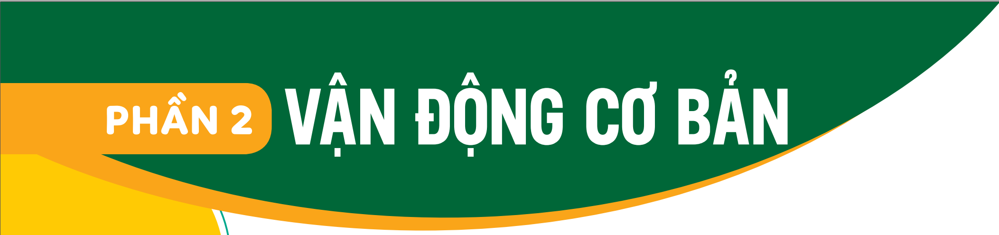 PHẦN 2 VẬN ĐỘNG CƠ BẢN